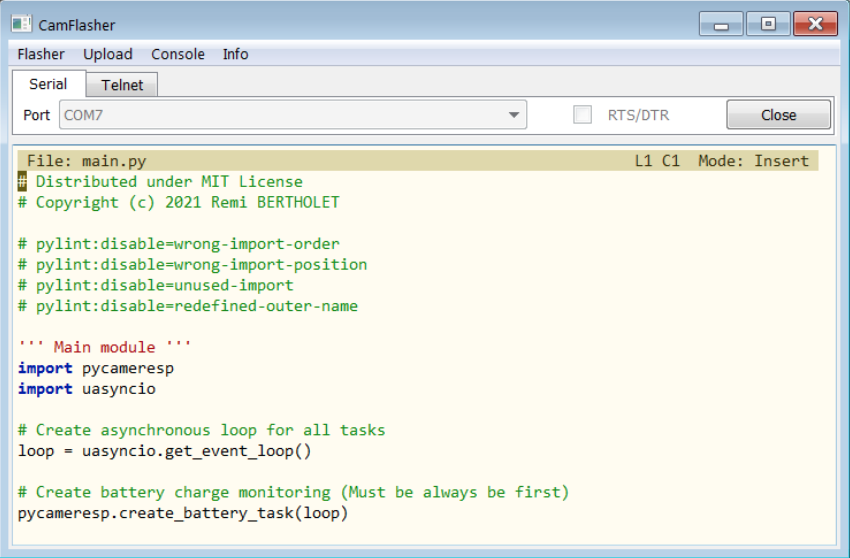 CamFlasher
Flasher Upload Console Info
Serial Telnet
Port COM7 RTS/DTR Close
File: main.py L1 C1 Mode: Insert
# Distributed under MIT License
# Copyright (c) 2021 Remi BERTHOLET
# pylint:disable=wrong-import-order
# pylint:disable=wrong-import-position
# pylint:disable=unused-import
# pylint:disable=redefined-outer-name
''' Main module '''
import pycameresp
import uasyncio
# Create asynchronous loop for all tasks
loop = uasyncio.get_event_loop()
# Create battery charge monitoring (Must be always be first)
pycameresp.create_battery_task(loop)